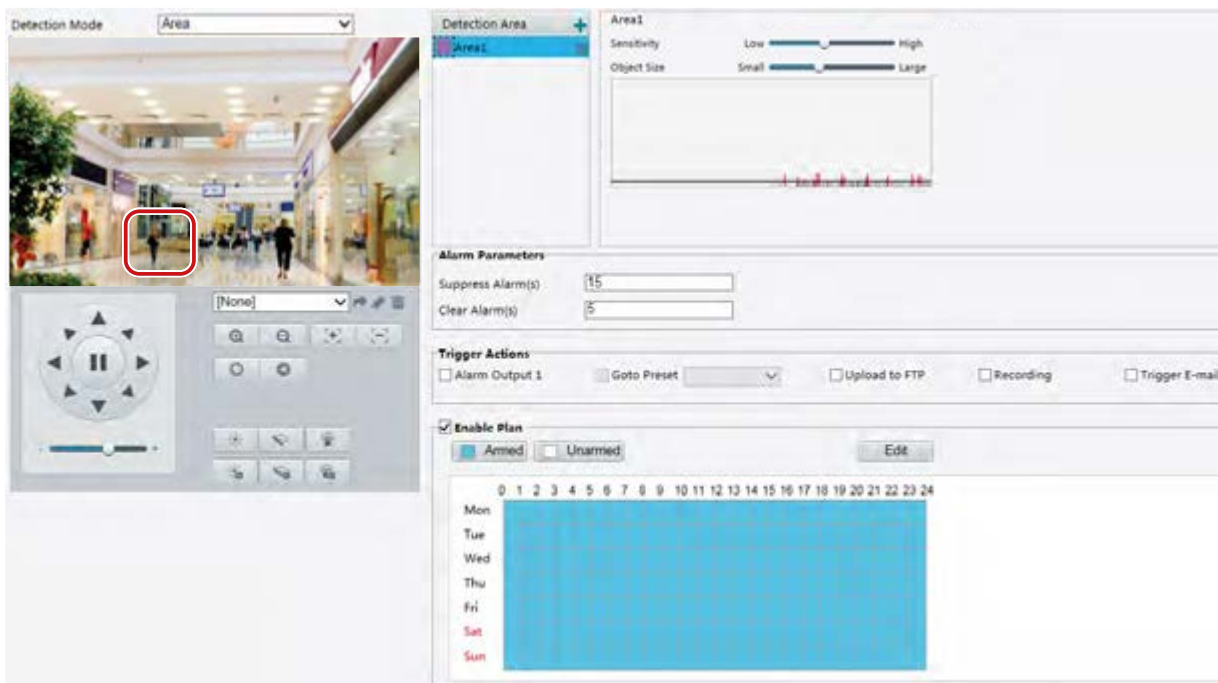 Detection Mode Area
Detection Area
Area1
Area1
Sensitivity Low High
Object Size Small Large
Alarm Parameters
Suppress Alarm(s) 15
Clear Alarm(s) 5
[None]
Trigger Actions
Alarm Output 1 Goto Preset Upload to FTP Recording Trigger E-mail
Enable Plan
Armed Unarmed Edit
0 1 2 3 4 5 6 7 8 9 10 11 12 13 14 15 16 17 18 19 20 21 22 23 24
Mon
Tue
Wed
Thu
Fri
Sat
Sun